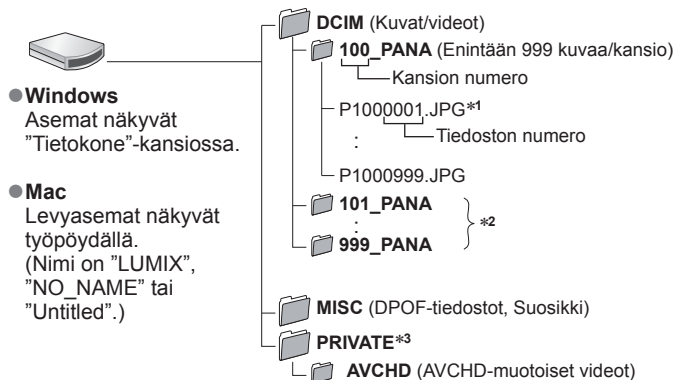 ●Windows
Asemat näkyvät
"Tietokone"-kansiossa.
●Mac
Levyasemat näkyvät
työpöydällä.
(Nimi on "LUMIX",
"NO_NAME" tai
"Untitled".)
DCIM (Kuvat/videot)
100_PANA (Enintään 999 kuvaa/kansio)
Kansion numero
P1000001.JPG*1
Tiedoston numero
:
P1000999.JPG
101_PANA
:
*2
999_PANA
MISC (DPOF-tiedostot, Suosikki)
PRIVATE*3
AVCHD (AVCHD-muotoiset videot)